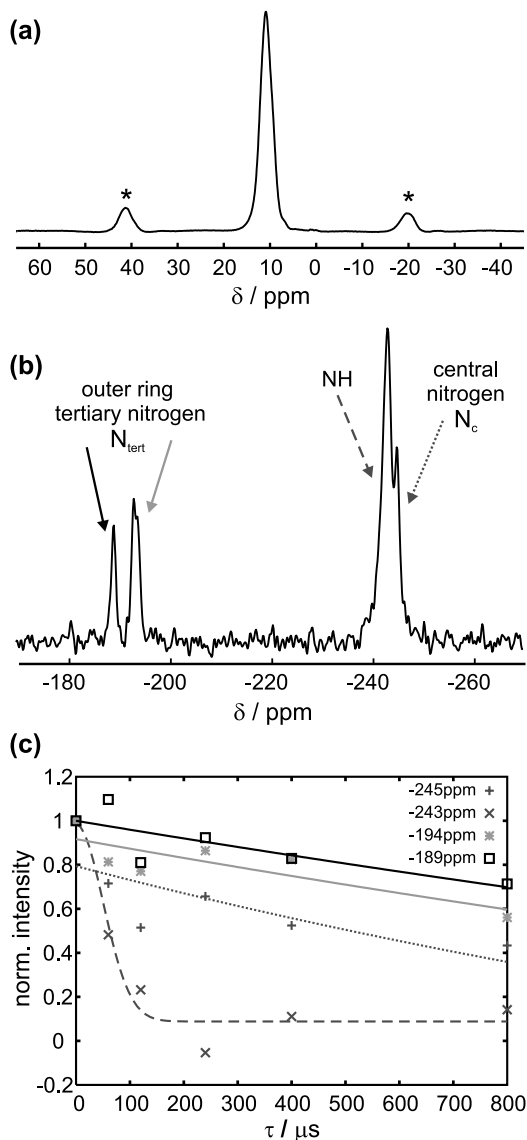 (a)
*
*
60 50 40 30 20 10 0 -10 -20 -30 -40
δ / ppm
(b)
outer ring
tertiary nitrogen
N_tert
NH
central
nitrogen
N_c
-180 -200 -220 -240 -260
δ / ppm
(c)
norm. intensity
1.2
1
0.8
0.6
0.4
0.2
0
-0.2
-245ppm
-243ppm
-194ppm
-189ppm
0 100 200 300 400 500 600 700 800
τ / μs